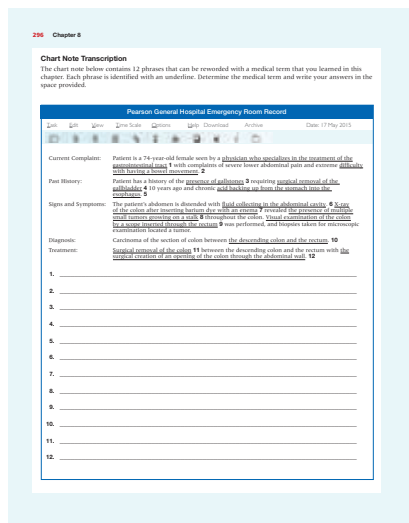 296 Chapter 8
Chart Note Transcription
The chart note below contains 12 phrases that can be reworded with a medical term that you learned in this
chapter. Each phrase is identified with an underline. Determine the medical term and write your answers in the
space provided.
Pearson General Hospital Emergency Room Record
Task Edit View Time Scale Options Help Download Archive Date: 17 May 2015
Current Complaint: Patient is a 74-year-old female seen by a physician who specializes in the treatment of the
gastrointestinal tract 1 with complaints of severe lower abdominal pain and extreme difficulty
with having a bowel movement. 2
Past History: Patient has a history of the presence of gallstones 3 requiring surgical removal of the
gallbladder 4 10 years ago and chronic acid backing up from the stomach into the
esophagus. 5
Signs and Symptoms: The patient's abdomen is distended with fluid collecting in the abdominal cavity. 6 X-ray
of the colon after inserting barium dye with an enema 7 revealed the presence of multiple
small tumors growing on a stalk 8 throughout the colon. Visual examination of the colon
by a scope inserted through the rectum 9 was performed, and biopsies taken for microscopic
examination located a tumor.
Diagnosis: Carcinoma of the section of colon between the descending colon and the rectum. 10
Treatment: Surgical removal of the colon 11 between the descending colon and the rectum with the
surgical creation of an opening of the colon through the abdominal wall. 12
1.
2.
3.
4.
5.
6.
7.
8.
9.
10.
11.
12.